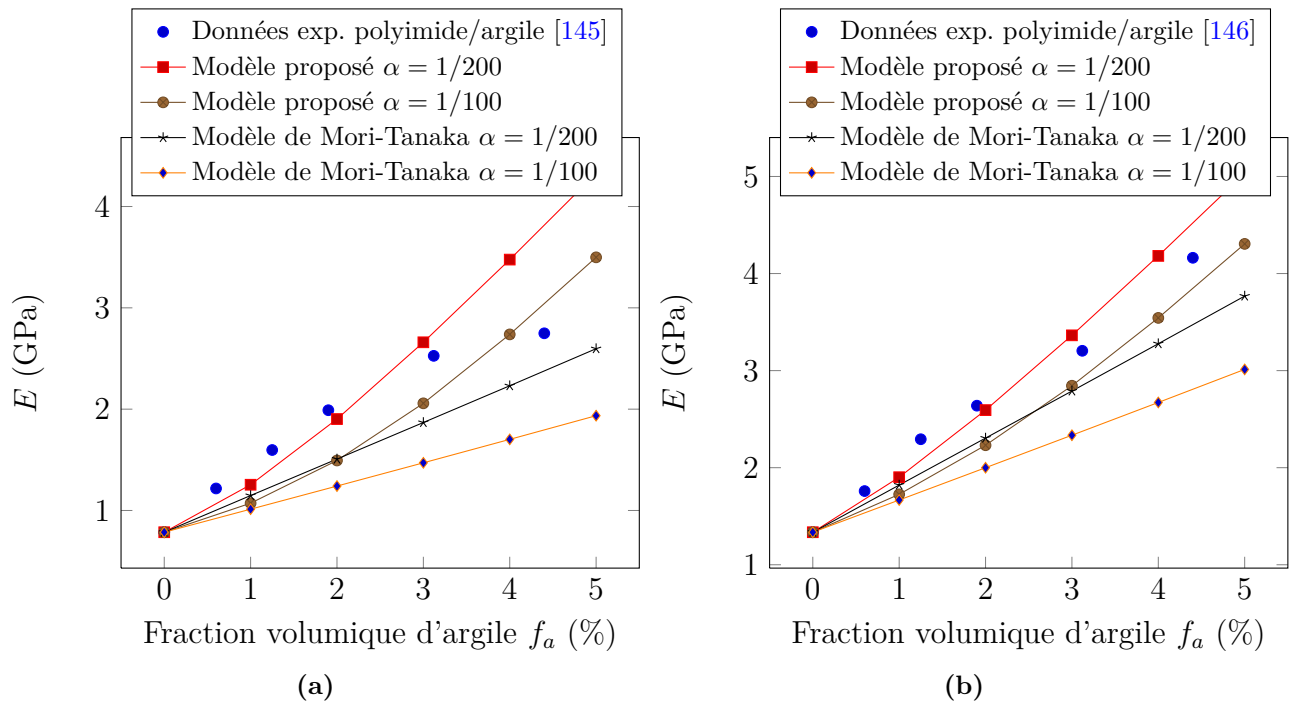 Données exp. polyimide/argile [145]
Modèle proposé α = 1/200
Modèle proposé α = 1/100
Modèle de Mori-Tanaka α = 1/200
Modèle de Mori-Tanaka α = 1/100
4
3
2
1
E (GPa)
0 1 2 3 4 5
Fraction volumique d'argile fₐ (%)
(a)
Données exp. polyimide/argile [146]
Modèle proposé α = 1/200
Modèle proposé α = 1/100
Modèle de Mori-Tanaka α = 1/200
Modèle de Mori-Tanaka α = 1/100
5
4
3
2
1
E (GPa)
0 1 2 3 4 5
Fraction volumique d'argile fₐ (%)
(b)